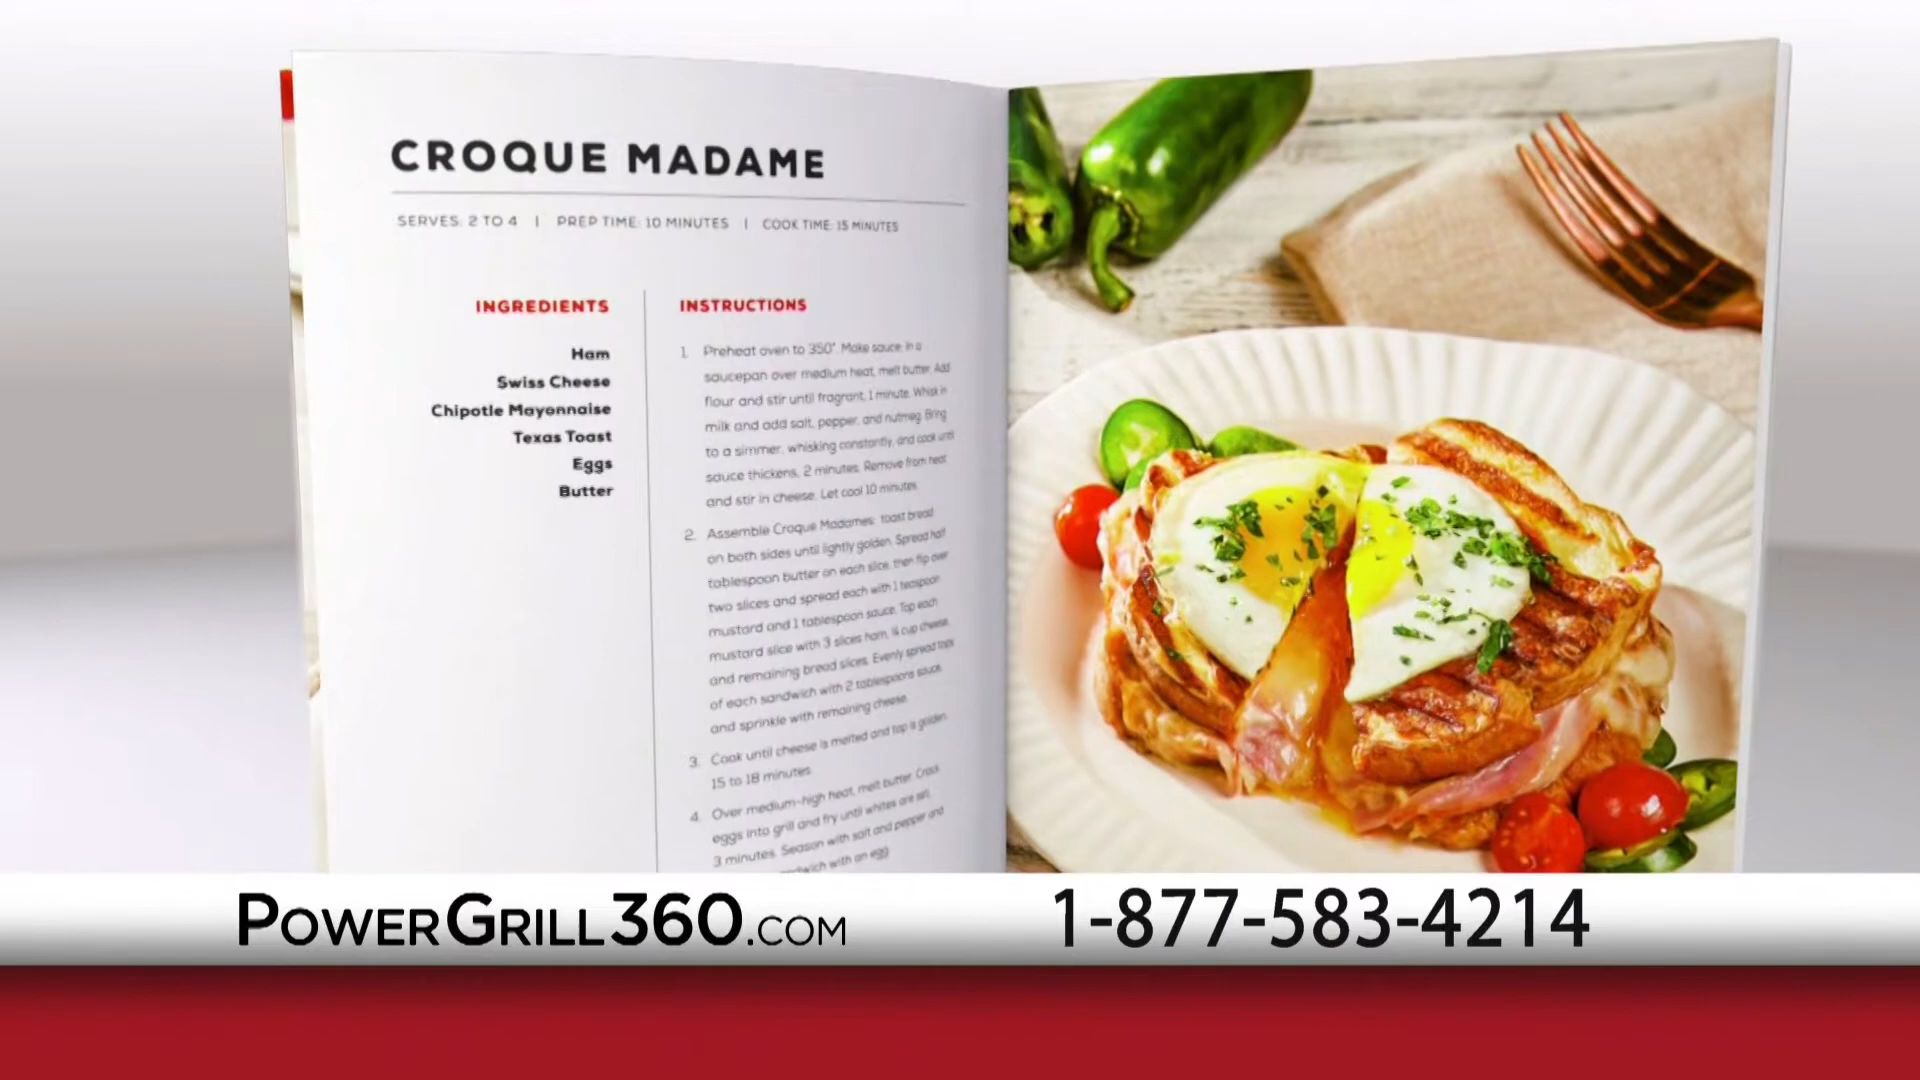 CROQUE MADAME
SERVES: 2 TO 4 | PREP TIME: 10 MINUTES | COOK TIME: 15 MINUTES
INGREDIENTS
Ham
Swiss Cheese
Chipotle Mayonnaise
Texas Toast
Eggs
Butter
INSTRUCTIONS
1. Preheat oven to 350°. Make sauce: In a
saucepan over medium heat, melt butter. Add
flour and stir until fragrant, 1 minute. Whisk in
milk and add salt, pepper, and nutmeg. Bring
to a simmer, whisking constantly, and cook until
sauce thickens, 2 minutes. Remove from heat
and stir in cheese. Let cool 10 minutes.
2. Assemble Croque Madames: toast bread
on both sides until lightly golden. Spread half
tablespoon butter on each slice, then flip over
two slices and spread each with 1 teaspoon
mustard and 1 tablespoon sauce. Top each
mustard slice with 3 slices ham, ¼ cup cheese,
and remaining bread slices. Evenly spread tops
of each sandwich with 2 tablespoons sauce,
and sprinkle with remaining cheese.
3. Cook until cheese is melted and top is golden,
15 to 18 minutes.
4. Over medium-high heat, melt butter. Crack
eggs into grill and fry until whites are set,
3 minutes. Season with salt and pepper and
with an egg.
POWERGRILL360.COM
1-877-583-4214